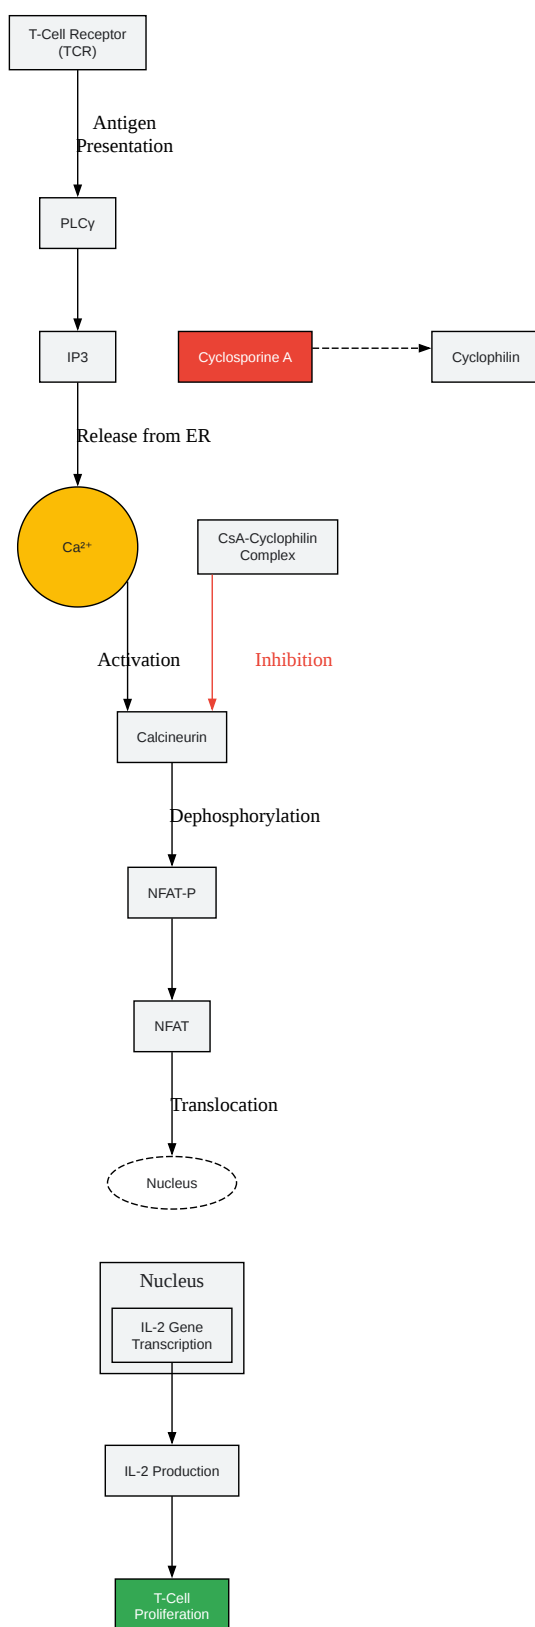 T-Cell Receptor
(TCR)
Antigen
Presentation
PLCγ
IP3
Cyclosporine A
Cyclophilin
Release from ER
Ca²⁺
CsA-Cyclophilin
Complex
Activation
Inhibition
Calcineurin
Dephosphorylation
NFAT-P
NFAT
Translocation
Nucleus
Nucleus
IL-2 Gene
Transcription
IL-2 Production
T-Cell
Proliferation